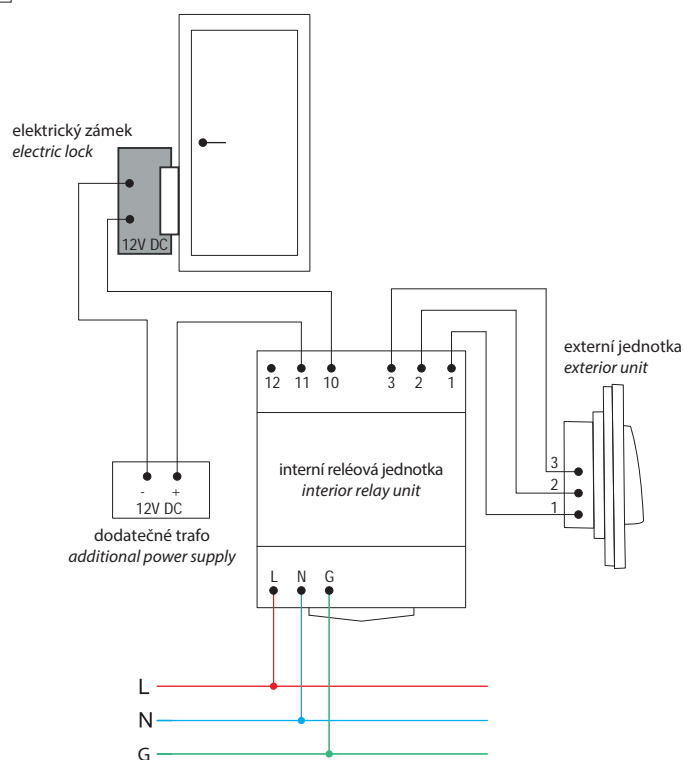 elektrický zámek
electric lock
12V DC
externí jednotka
exterior unit
12 11 10 3 2 1
3
2
1
interní reléová jednotka
interior relay unit
- +
12V DC
dodatečné trafo
additional power supply
L N G
L
N
G